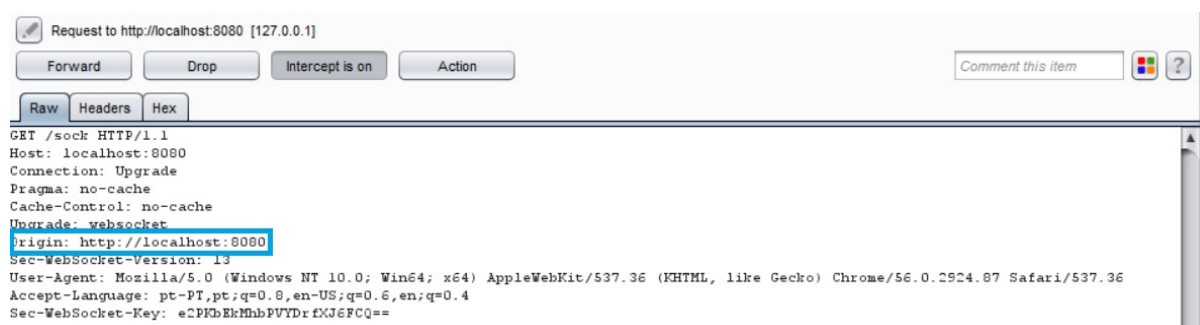 Request to http://localhost:8080 [127.0.0.1]
Forward Drop Intercept is on Action Comment this item ?
Raw Headers Hex
GET /sock HTTP/1.1
Host: localhost:8080
Connection: Upgrade
Pragma: no-cache
Cache-Control: no-cache
Upgrade: websocket
Origin: http://localhost:8080
Sec-WebSocket-Version: 13
User-Agent: Mozilla/5.0 (Windows NT 10.0; Win64; x64) AppleWebKit/537.36 (KHTML, like Gecko) Chrome/56.0.2924.87 Safari/537.36
Accept-Language: pt-PT,pt;q=0.8,en-US;q=0.6,en;q=0.4
Sec-WebSocket-Key: e2PKbEkMhbPVYDrfXJ6FCQ==